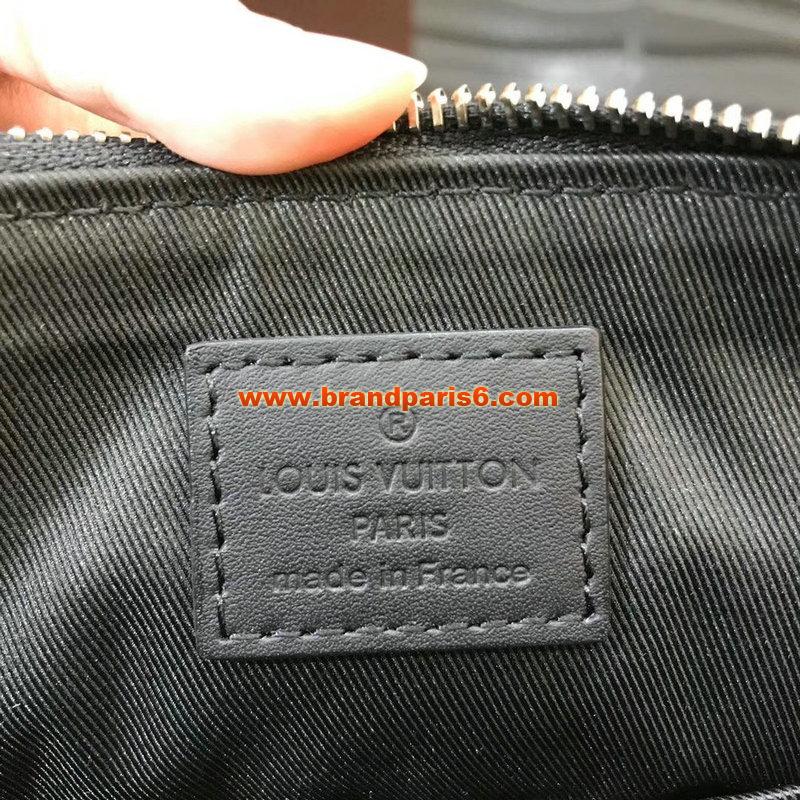 www.brandparis6.com
®
LOUIS VUITTON
PARIS
made in France